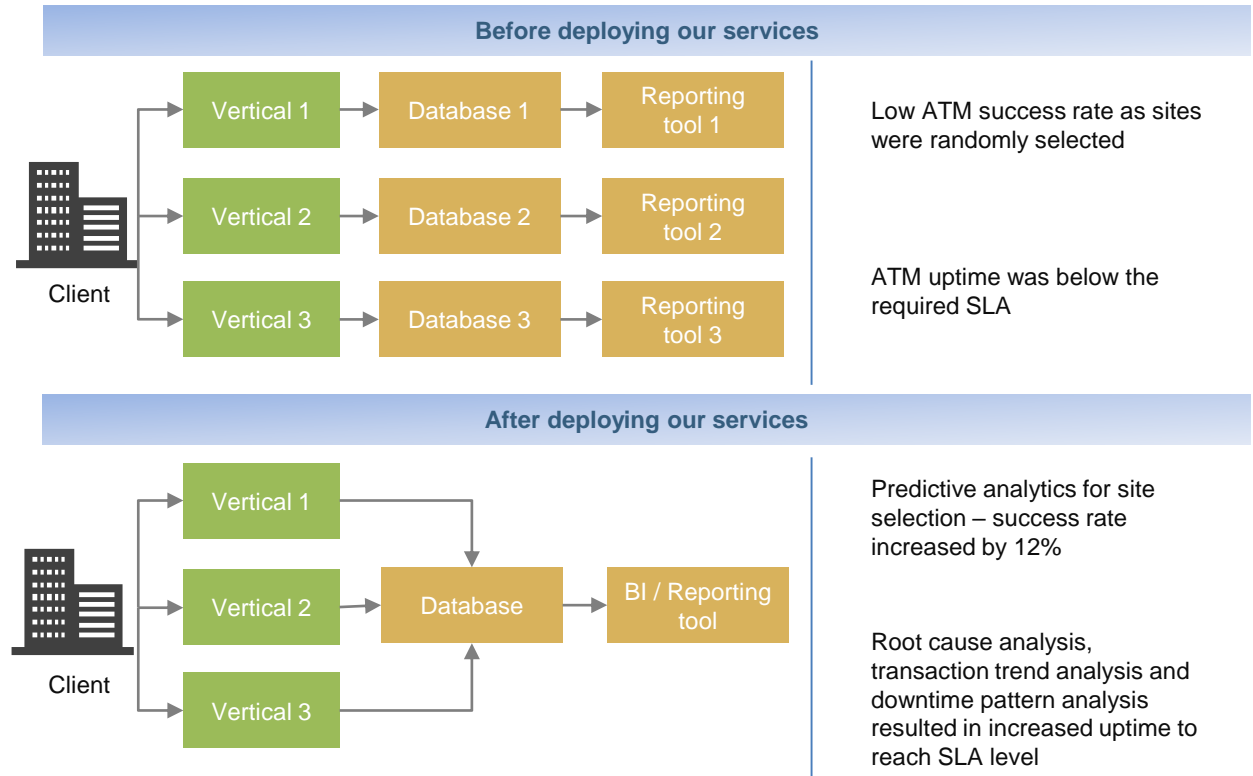 Before deploying our services
Vertical 1
Database 1
Reporting
tool 1
Low ATM success rate as sites
were randomly selected
Vertical 2
Database 2
Reporting
tool 2
Client
ATM uptime was below the
required SLA
Vertical 3
Database 3
Reporting
tool 3
After deploying our services
Vertical 1
Predictive analytics for site
selection – success rate
increased by 12%
Vertical 2
Database
BI / Reporting
tool
Client
Vertical 3
Root cause analysis,
transaction trend analysis and
downtime pattern analysis
resulted in increased uptime to
reach SLA level